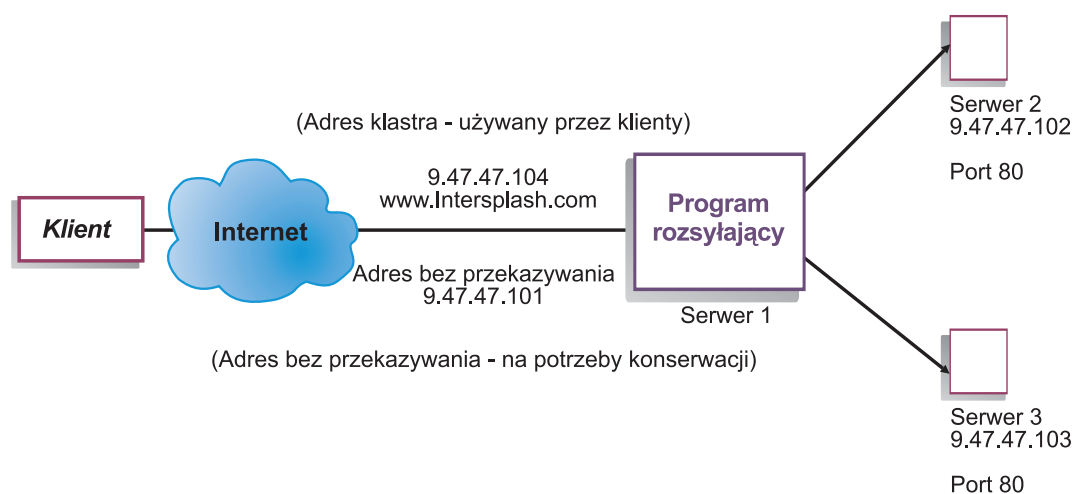 (Adres klastra - używany przez klienty)
9.47.47.104
www.Intersplash.com
Klient
Internet
Adres bez przekazywania
9.47.47.101
(Adres bez przekazywania - na potrzeby konserwacji)
Program
rozsyłający
Serwer 1
Serwer 2
9.47.47.102
Port 80
Serwer 3
9.47.47.103
Port 80